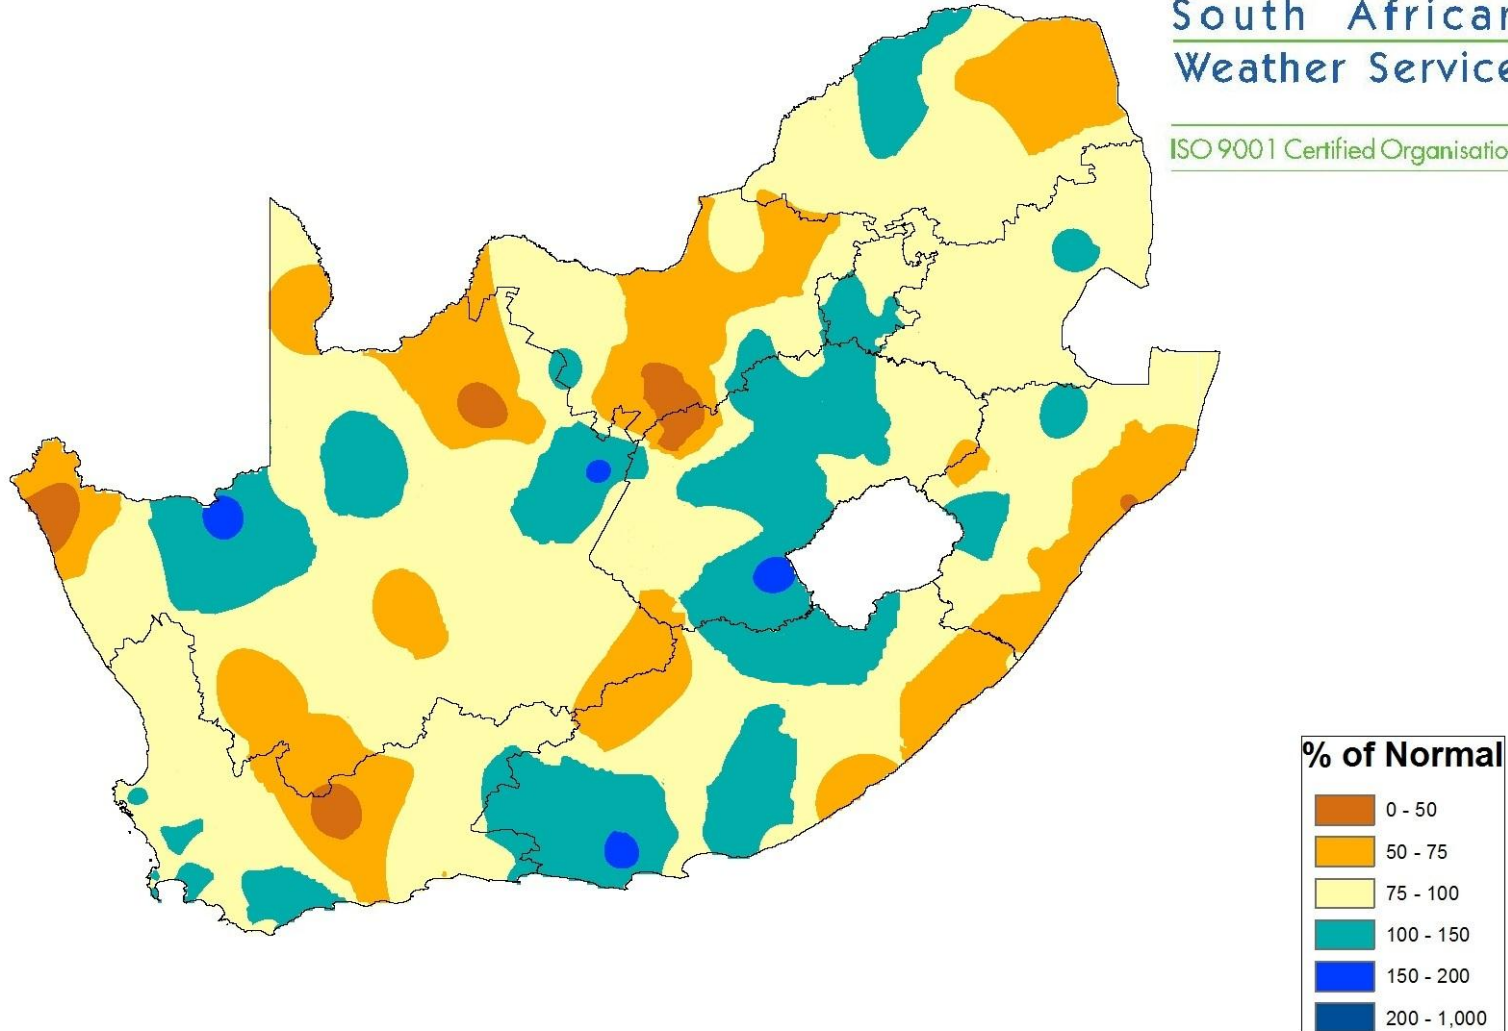 South African
Weather Service
ISO 9001 Certified Organisatio
% of Normal
0 - 50
50 - 75
75 - 100
100 - 150
150 - 200
200 - 1,000